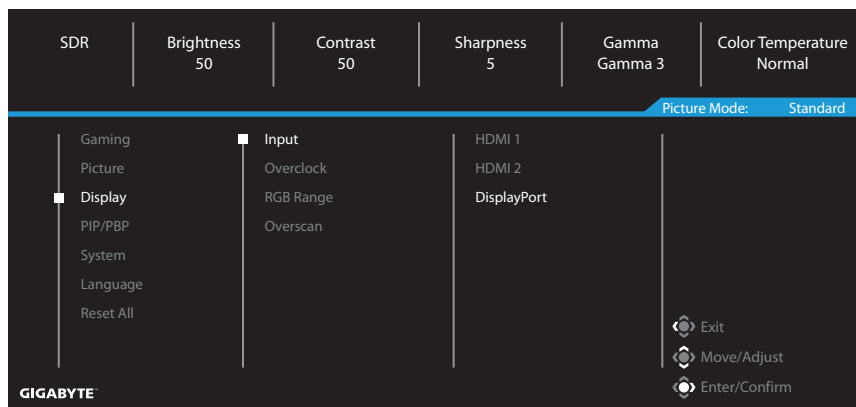 SDR
Brightness
50
Contrast
50
Sharpness
5
Gamma
Gamma 3
Color Temperature
Normal
Picture Mode: Standard
Gaming
Picture
Display
PIP/PBP
System
Language
Reset All
Input
Overclock
RGB Range
Overscan
HDMI 1
HDMI 2
DisplayPort
Exit
Move/Adjust
Enter/Confirm
GIGABYTE™